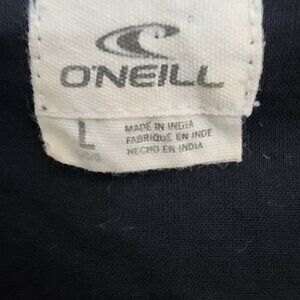 O'NEILL
L
MADE IN INDIA
FABRIQUE EN INDE
HECHO EN INDIA